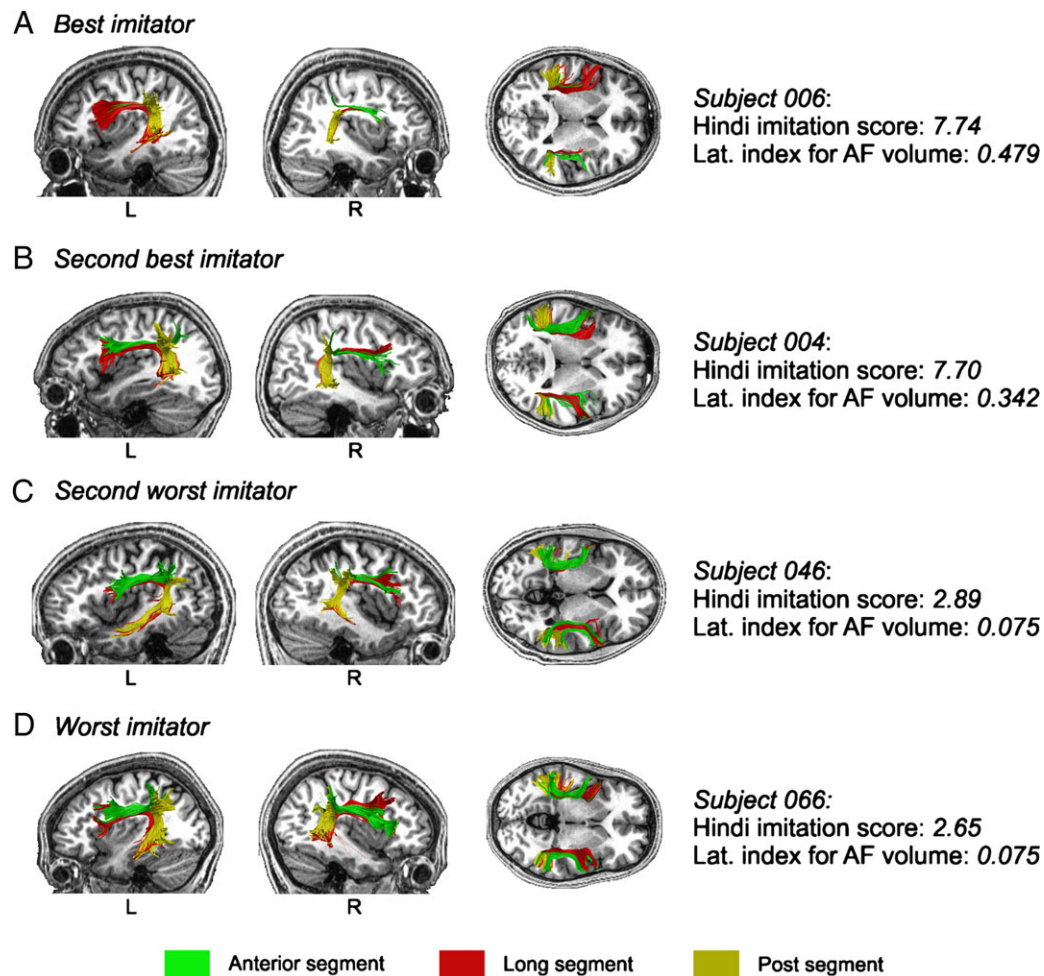 A Best imitator
Subject 006:
Hindi imitation score: 7.74
Lat. index for AF volume: 0.479
L R
B Second best imitator
Subject 004:
Hindi imitation score: 7.70
Lat. index for AF volume: 0.342
L R
C Second worst imitator
Subject 046:
Hindi imitation score: 2.89
Lat. index for AF volume: 0.075
L R
D Worst imitator
Subject 066:
Hindi imitation score: 2.65
Lat. index for AF volume: 0.075
L R
Anterior segment Long segment Post segment